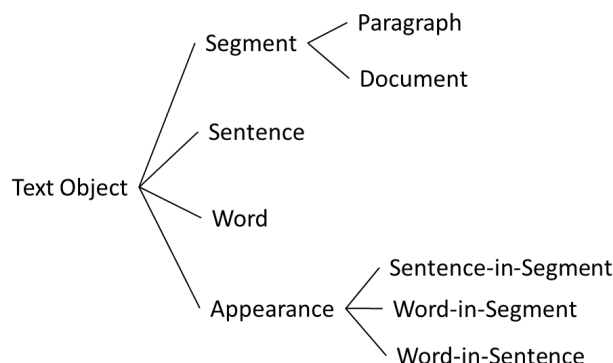 Paragraph
Segment
Document
Sentence
Text Object
Word
Sentence-in-Segment
Appearance
Word-in-Segment
Word-in-Sentence